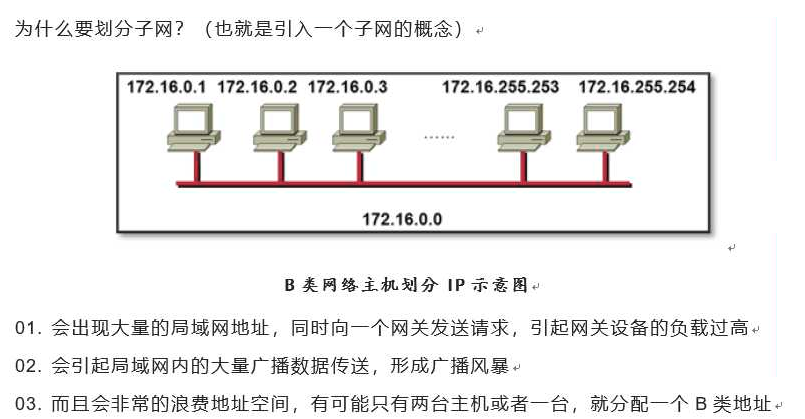 为什么要划分子网？（也就是引入一个子网的概念）
172.16.0.1 172.16.0.2 172.16.0.3 172.16.255.253 172.16.255.254
……
172.16.0.0
B 类网络主机划分 IP 示意图
01. 会出现大量的局域网地址，同时向一个网关发送请求，引起网关设备的负载过高
02. 会引起局域网内的大量广播数据传送，形成广播风暴
03. 而且会非常的浪费地址空间，有可能只有两台主机或者一台，就分配一个 B 类地址